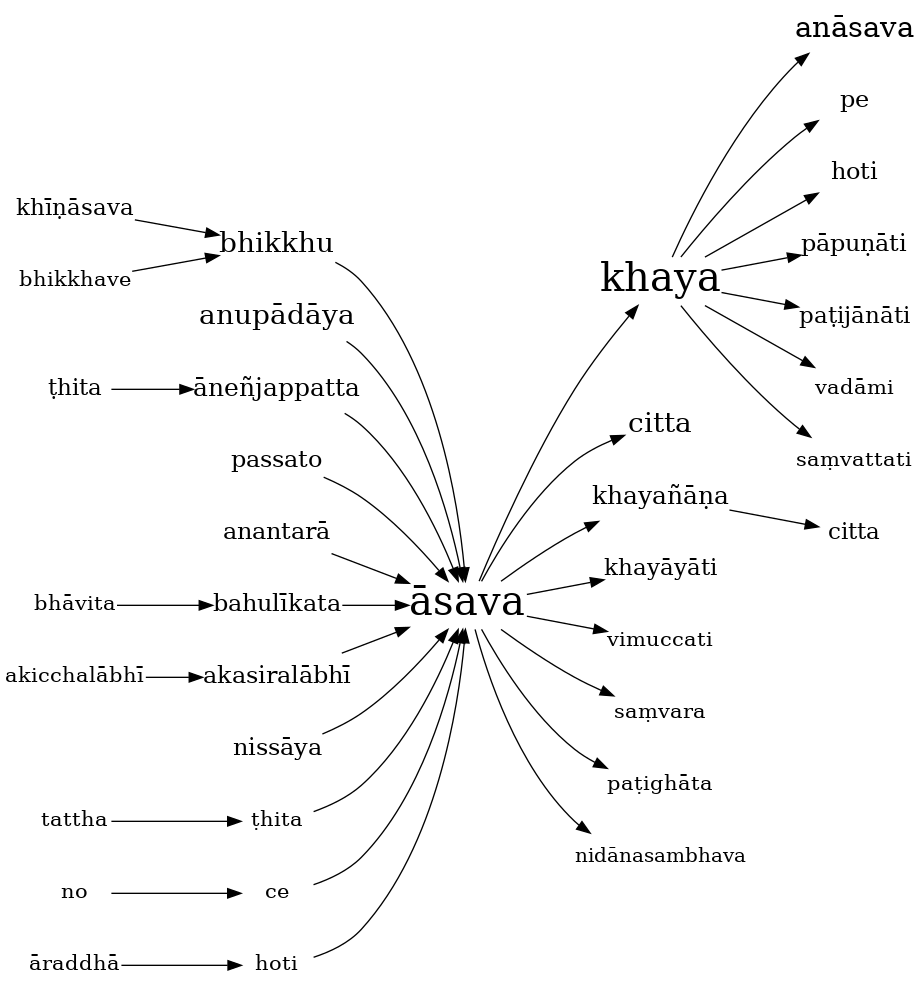 anāsava
pe
hoti
khīṇāsava
bhikkhu
pāpuṇāti
bhikkhave
khaya
anupādāya
paṭijānāti
ṭhita
āneñjappatta
vadāmi
citta
passato
saṃvattati
khayañāṇa
anantarā
citta
khayāyāti
bhāvita
bahulīkata
āsava
vimuccati
akicchalābhī
akasiralābhī
saṃvara
nissāya
paṭighāta
tattha
ṭhita
nidānasambhava
no
ce
āraddhā
hoti